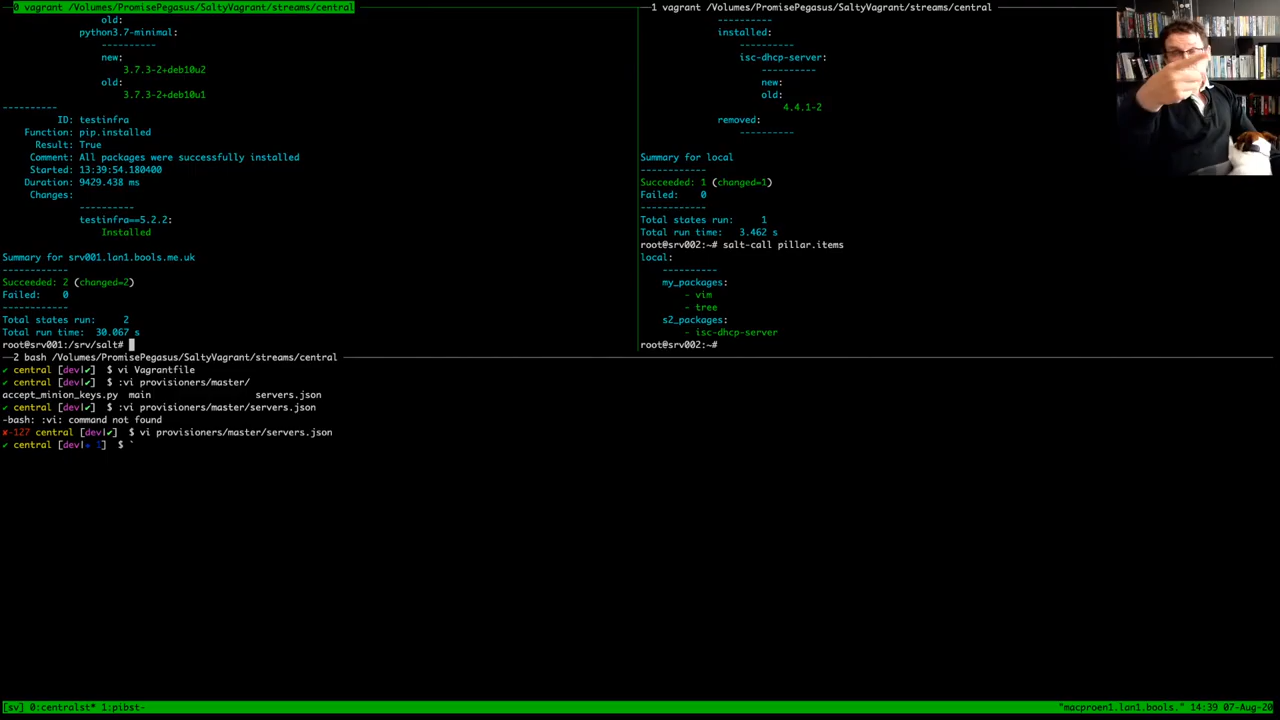 0 vagrant /Volumes/PromisePegasus/SaltyVagrant/streams/central
old:
python3.7-minimal:
----------
new:
3.7.3-2+deb10u2
old:
3.7.3-2+deb10u1
----------
ID: testinfra
Function: pip.installed
Result: True
Comment: All packages were successfully installed
Started: 13:39:54.180400
Duration: 9429.438 ms
Changes:
----------
testinfra==5.2.2:
Installed
Summary for srv001.lan1.bools.me.uk
------------
Succeeded: 2 (changed=2)
Failed: 0
------------
Total states run: 2
Total run time: 30.067 s
root@srv001:/srv/salt#
1 vagrant /Volumes/PromisePegasus/SaltyVagrant/streams/central
----------
installed:
----------
isc-dhcp-server:
----------
new:
old:
4.4.1-2
removed:
----------
Summary for local
------------
Succeeded: 1 (changed=1)
Failed: 0
------------
Total states run: 1
Total run time: 3.462 s
root@srv002:~# salt-call pillar.items
local:
----------
my_packages:
- vim
- tree
s2_packages:
- isc-dhcp-server
root@srv002:~#
2 bash /Volumes/PromisePegasus/SaltyVagrant/streams/central
✔ central [dev|✔] $ vi Vagrantfile
✔ central [dev|✔] $ :vi provisioners/master/
accept_minion_keys.py main servers.json
✔ central [dev|✔] $ :vi provisioners/master/servers.json
-bash: :vi: command not found
✘-127 central [dev|✔] $ vi provisioners/master/servers.json
✔ central [dev|✚ 1] $ `
[sv] 0:centralst* 1:pibst-
"macproen1.lan1.bools." 14:39 07-Aug-20